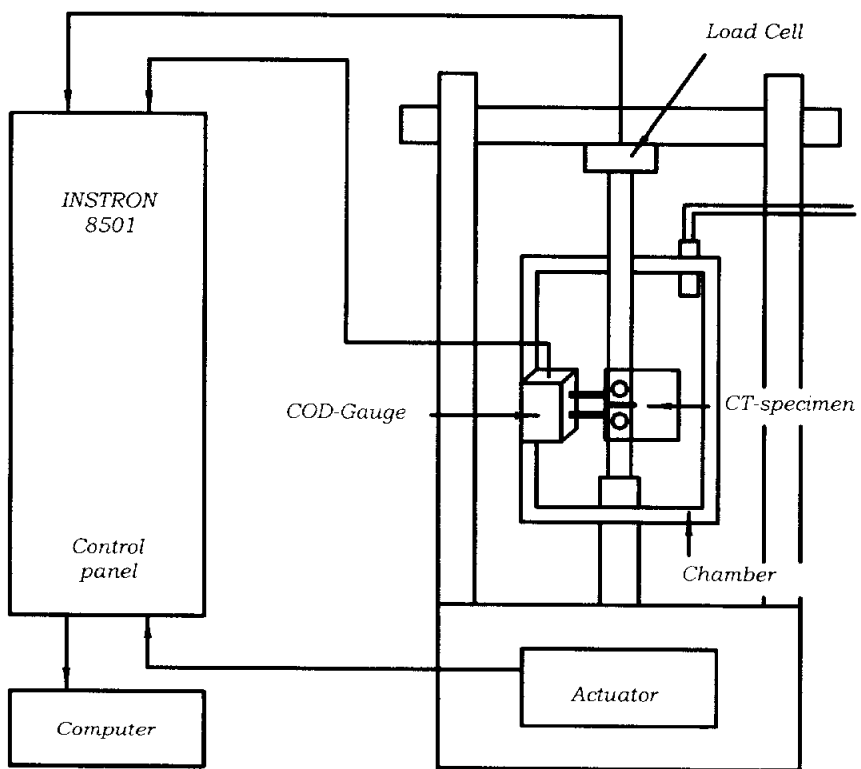 Load Cell
INSTRON
8501
COD-Gauge
CT-specimen
Control
panel
Chamber
Actuator
Computer